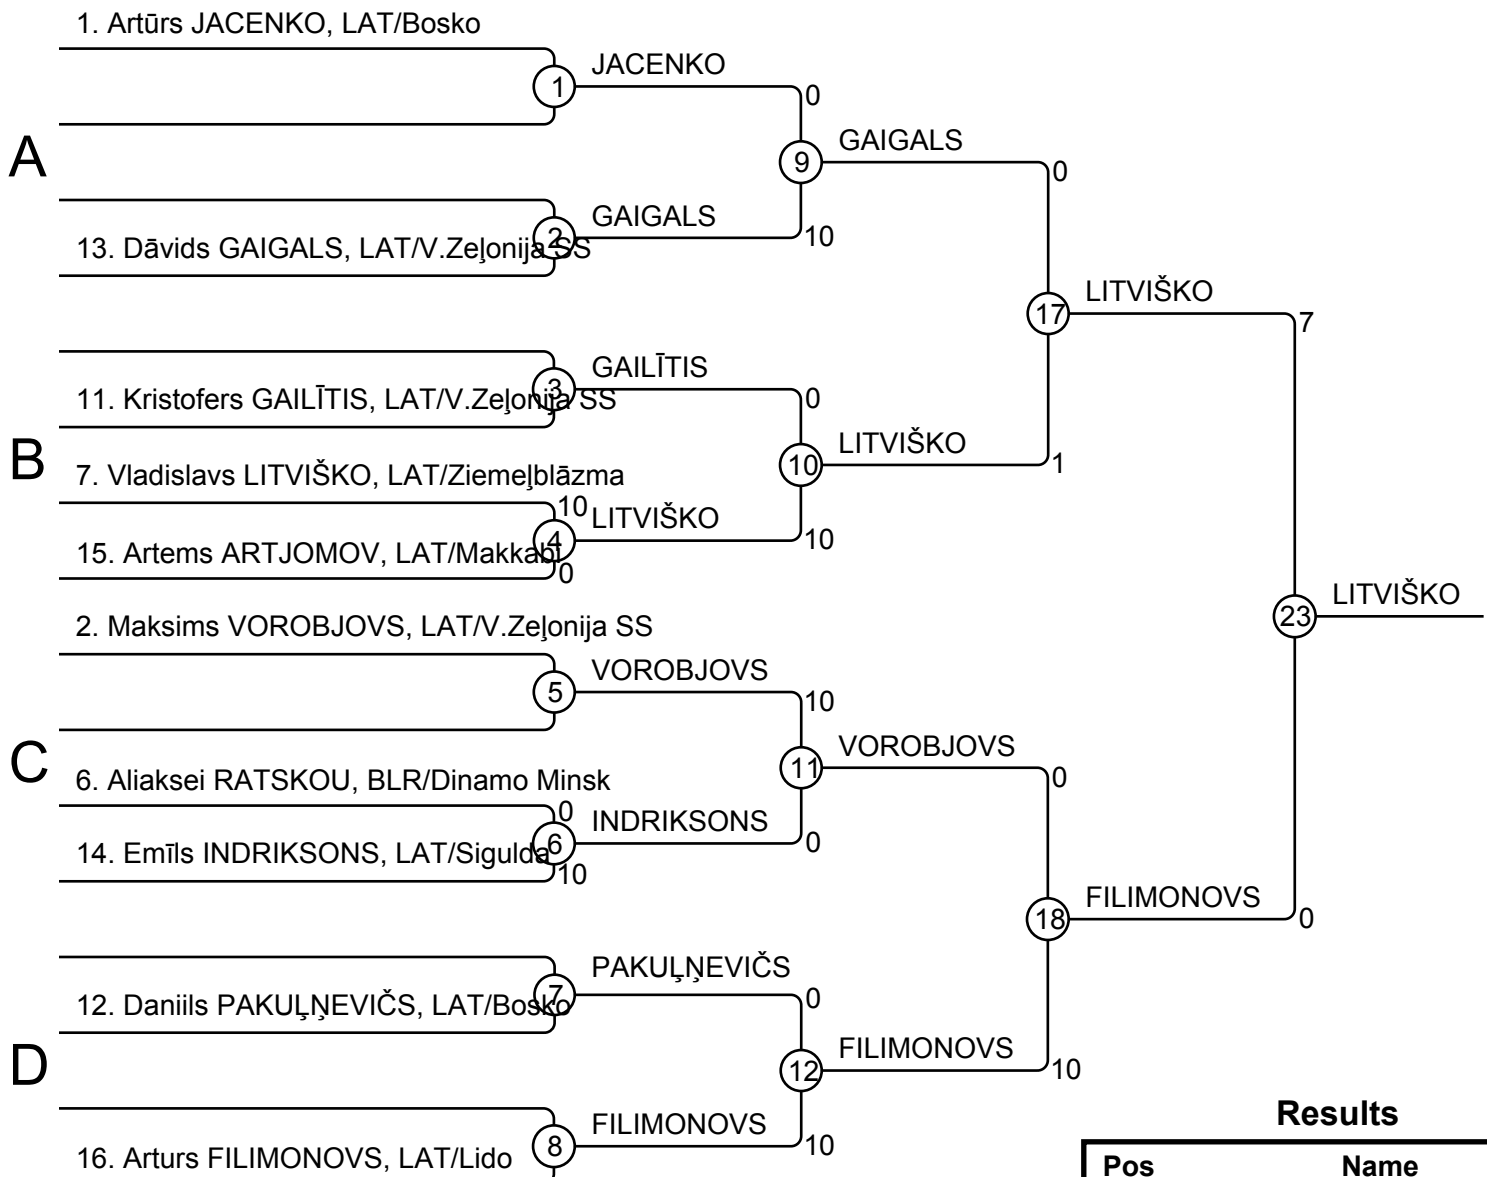 1. Artūrs JACENKO, LAT/Bosko
JACENKO
1
0
A
GAIGALS
9
0
GAIGALS
13. Dāvids GAIGALS, LAT/V.Zeļonija SS
2
10
LITVIŠKO
17
7
GAILĪTIS
11. Kristofers GAILĪTIS, LAT/V.Zeļonija SS
3
0
B
LITVIŠKO
7. Vladislavs LITVIŠKO, LAT/Ziemeļblāzma
10
1
10
LITVIŠKO
15. Artems ARTJOMOV, LAT/Makkabi
4
10
0
LITVIŠKO
23
2. Maksims VOROBJOVS, LAT/V.Zeļonija SS
VOROBJOVS
5
10
C
VOROBJOVS
11
0
6. Aliaksei RATSKOU, BLR/Dinamo Minsk
0
INDRIKSONS
14. Emīls INDRIKSONS, LAT/Sigulda
6
0
10
FILIMONOVS
18
0
PAKUĻŅEVIČS
12. Daniils PAKUĻŅEVIČS, LAT/Bosko
7
0
D
FILIMONOVS
12
10
FILIMONOVS
16. Arturs FILIMONOVS, LAT/Lido
8
10
Results
Pos Name